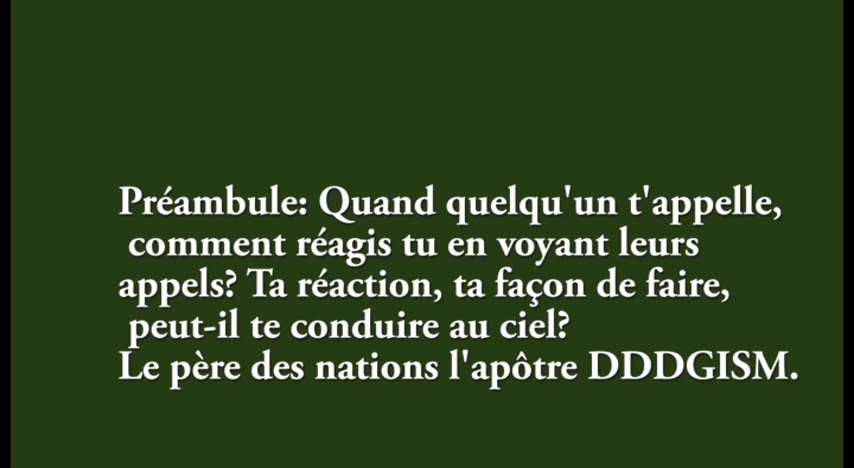 Préambule: Quand quelqu'un t'appelle,
comment réagis tu en voyant leurs
appels? Ta réaction, ta façon de faire,
peut-il te conduire au ciel?
Le père des nations l'apôtre DDDGISM.